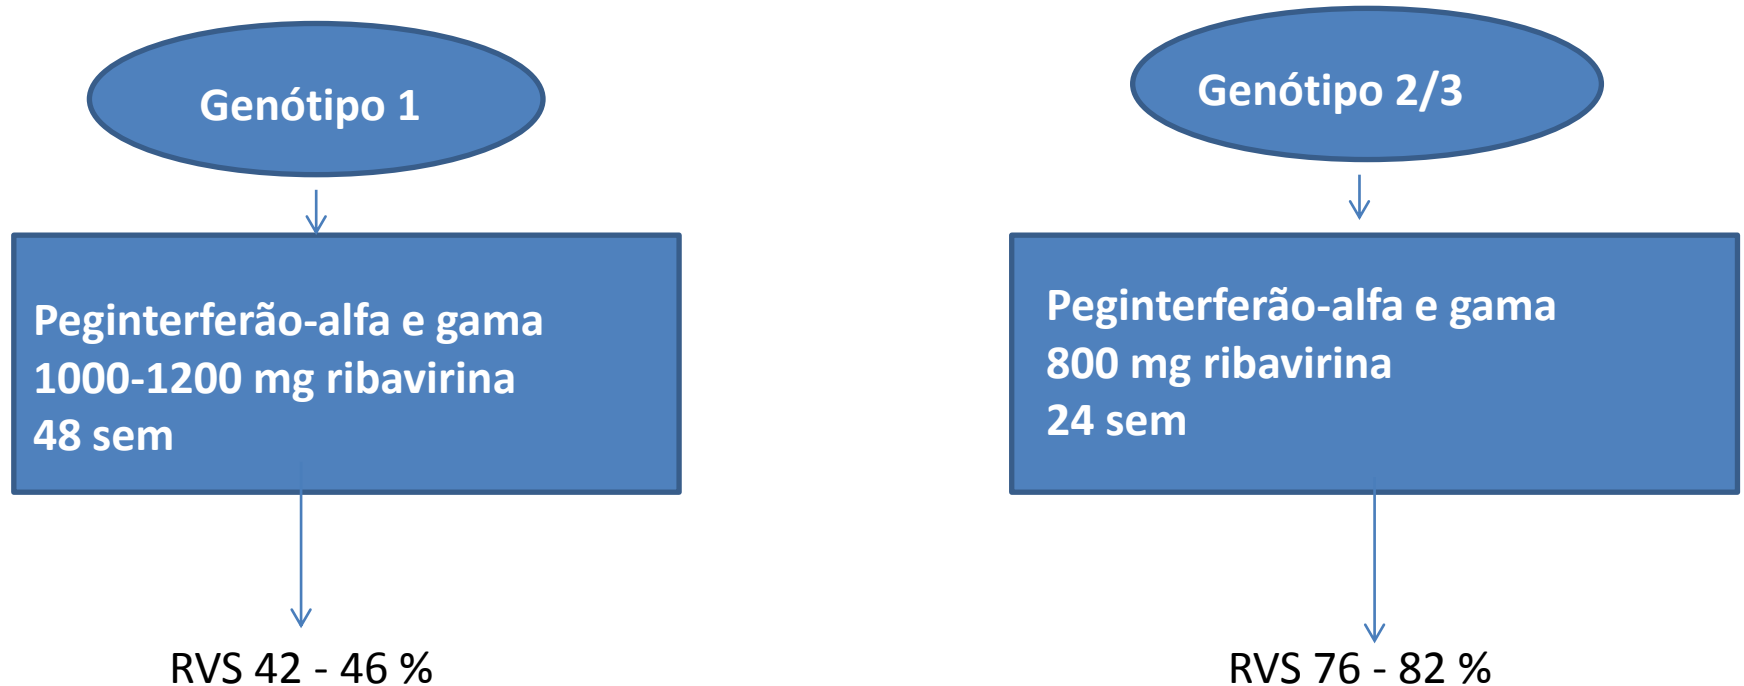 Genótipo 1
Peginterferão-alfa e gama
1000-1200 mg ribavirina
48 sem
RVS 42 - 46 %
Genótipo 2/3
Peginterferão-alfa e gama
800 mg ribavirina
24 sem
RVS 76 - 82 %